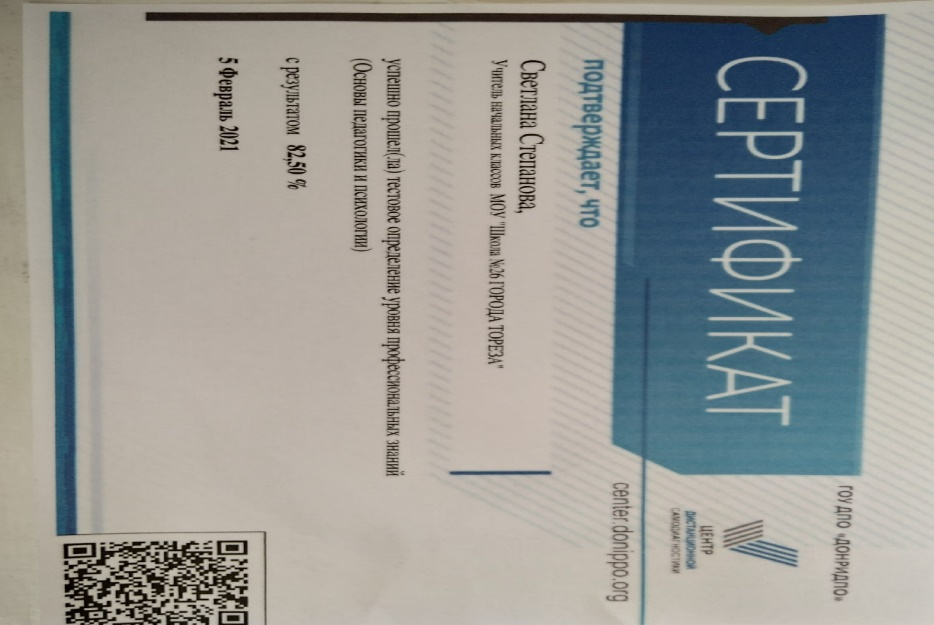 ГОУ ДПО «ДОНРИДПО»
ЦЕНТР
ДИСТАНЦИОННОЙ
САМОДИАГНОСТИКИ
center.donippo.org
СЕРТИФИКАТ
подтверждает, что
Светлана Степанова,
Учитель начальных классов МОУ "Школа №26 ГОРОДА ТОРЕЗА"
успешно прошел(ла) тестовое определение уровня профессиональных знаний
(Основы педагогики и психологии)
с результатом 82,50 %
5 Февраль 2021